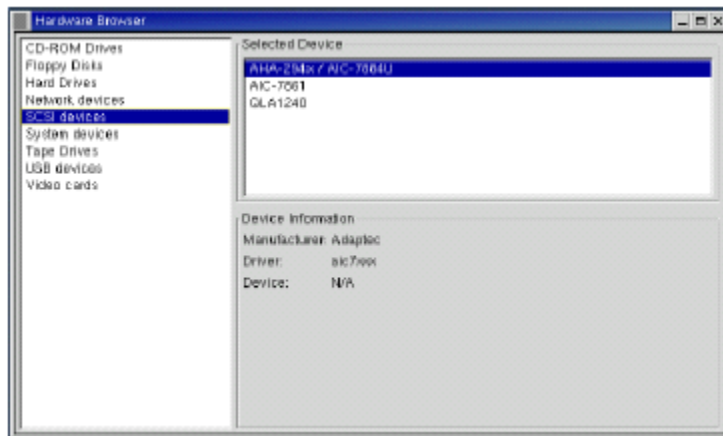 Hardware Browser
CD-ROM Drives
Floppy Disks
Hard Drives
Network devices
SCSI devices
System devices
Tape Drives
USB devices
Video cards
Selected Device
AHA-294x / AIC-7884U
AIC-7861
QLA1240
Device Information
Manufacturer: Adaptec
Driver: aic7xxx
Device: N/A